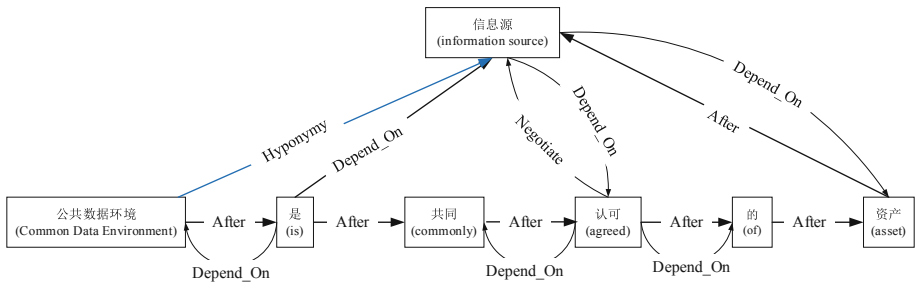 信息源
(information source)
Depend_On
After
Depend_On
Negotiate
Hyponymy
Depend_On
公共数据环境
(Common Data Environment)
After
是
(is)
After
共同
(commonly)
After
认可
(agreed)
After
的
(of)
After
资产
(asset)
Depend_On
Depend_On
Depend_On